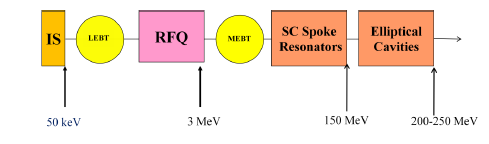 IS
LEBT
RFQ
MEBT
SC Spoke
Resonators
Elliptical
Cavities
50 keV
3 MeV
150 MeV
200-250 MeV